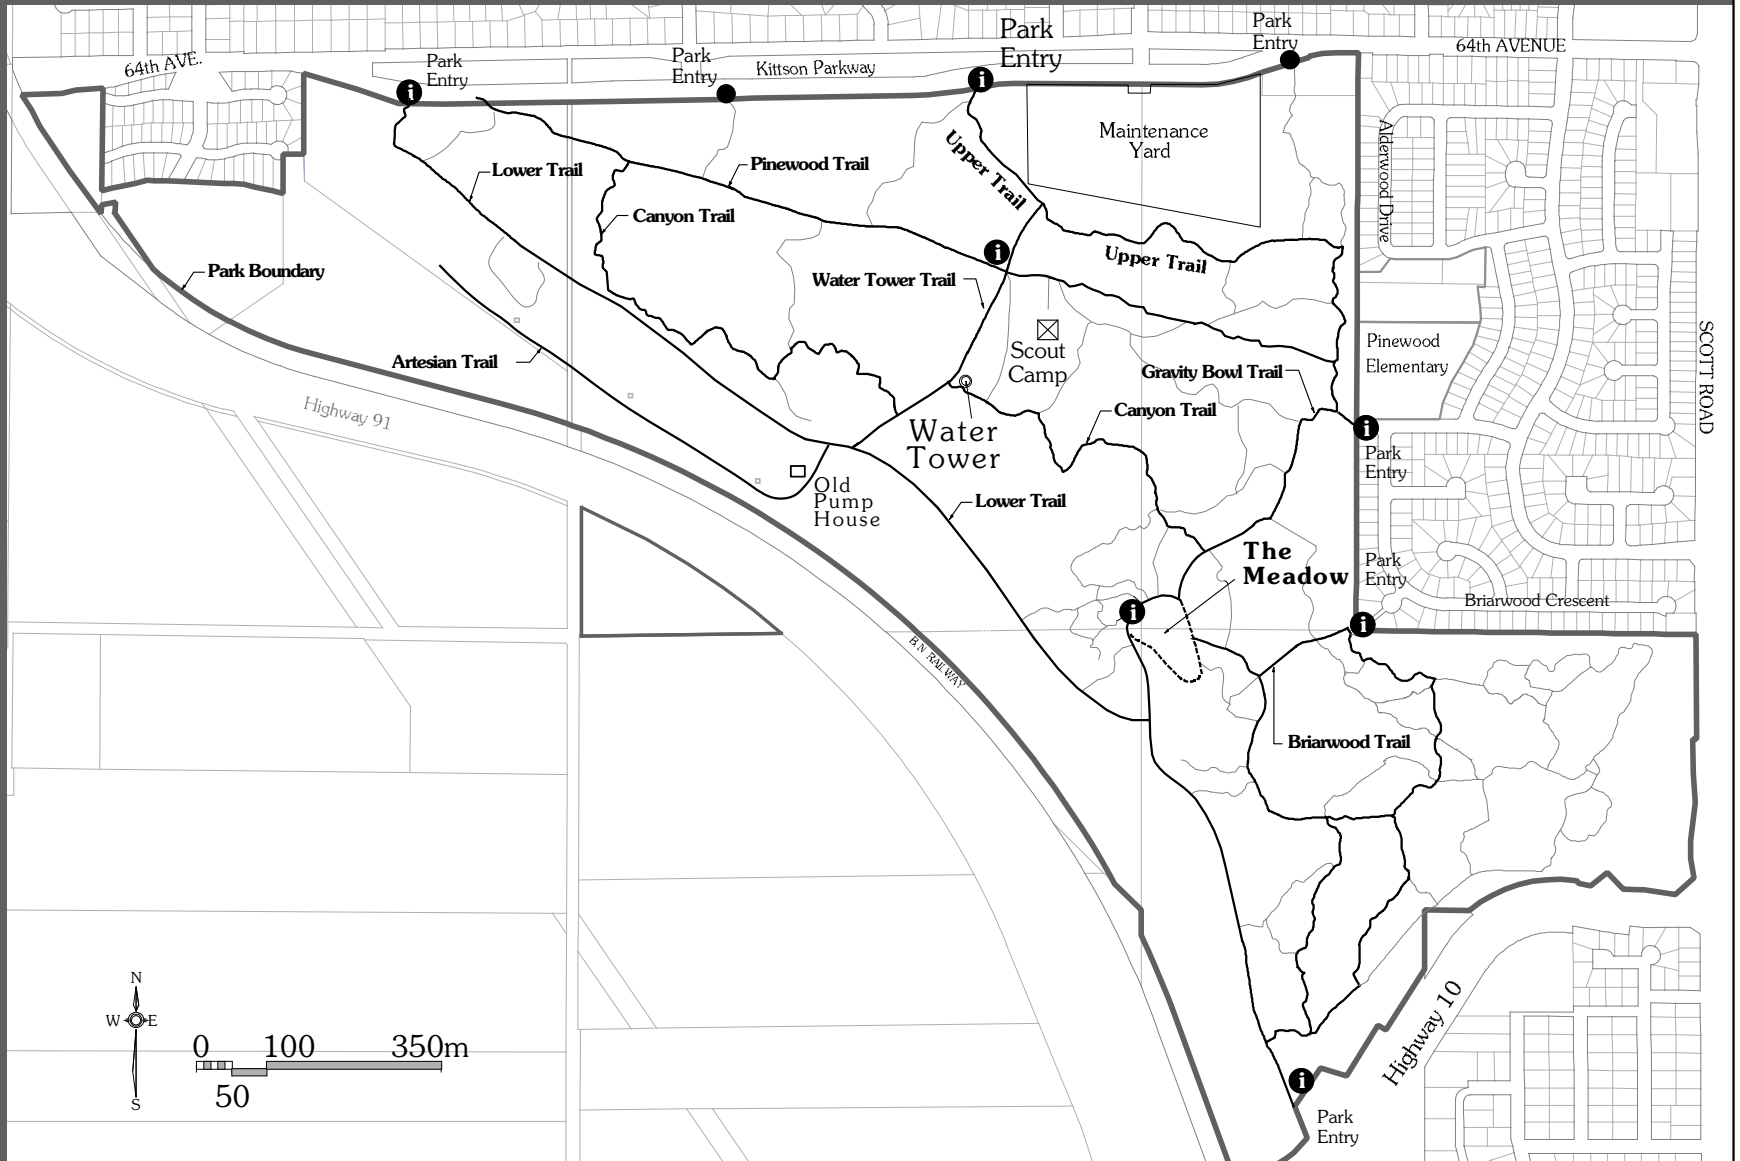 Park
Entry
64th AVE.
Park
Entry
Park
Entry
Kittson Parkway
Park
Entry
64th AVENUE
Maintenance
Yard
Alderwood Drive
Upper Trail
Pinewood Trail
Lower Trail
Canyon Trail
Upper Trail
Park Boundary
Water Tower Trail
Scout
Camp
Pinewood
Elementary
SCOTT ROAD
Artesian Trail
Gravity Bowl Trail
Highway 91
Canyon Trail
Water
Tower
Park
Entry
Old
Pump
House
Lower Trail
The
Meadow
Park
Entry
Briarwood Crescent
B.N RAILWAY
Briarwood Trail
N
W E
S
0 100 350m
50
Highway 10
Park
Entry
i
i
i
i
i
i
i